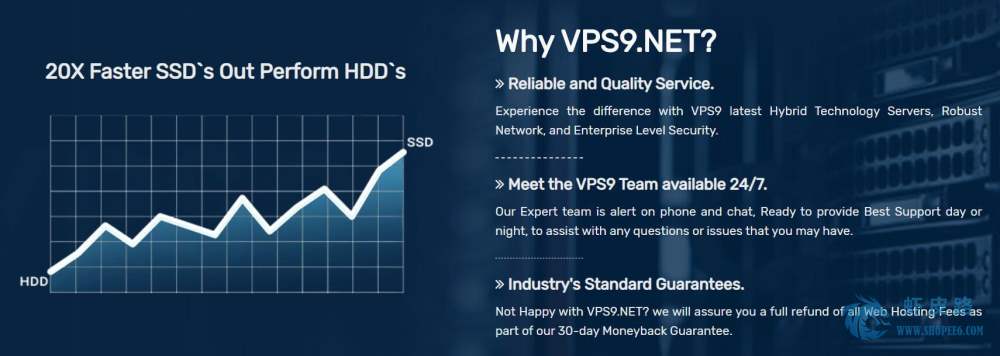 20X Faster SSD`s Out Perform HDD`s
SSD
HDD
Why VPS9.NET?
» Reliable and Quality Service.
Experience the difference with VPS9 latest Hybrid Technology Servers, Robust
Network, and Enterprise Level Security.
» Meet the VPS9 Team available 24/7.
Our Expert team is alert on phone and chat, Ready to provide Best Support day or
night, to assist with any questions or issues that you may have.
» Industry's Standard Guarantees.
Not Happy with VPS9.NET? we will assure you a full refund of all Web Hosting Fees as
part of our 30-day Moneyback Guarantee.
虾皮路
WWW.SHOPEE6.COM